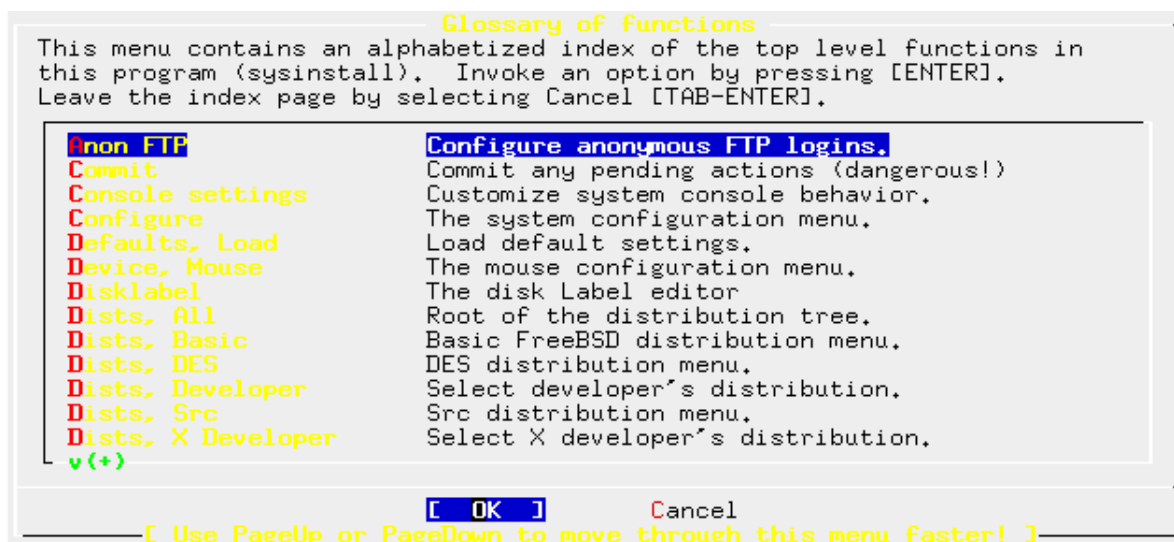 Glossary of functions
This menu contains an alphabetized index of the top level functions in
this program (sysinstall).  Invoke an option by pressing [ENTER].
Leave the index page by selecting Cancel [TAB-ENTER].
Anon FTP Configure anonymous FTP logins.
Commit Commit any pending actions (dangerous!)
Console settings Customize system console behavior.
Configure The system configuration menu.
Defaults, Load Load default settings.
Device, Mouse The mouse configuration menu.
Disklabel The disk Label editor
Dists, All Root of the distribution tree.
Dists, Basic Basic FreeBSD distribution menu.
Dists, DES DES distribution menu.
Dists, Developer Select developer's distribution.
Dists, Src Src distribution menu.
Dists, X Developer Select X developer's distribution.
v(+)
[ OK ] Cancel
[ Use PageUp or PageDown to move through this menu faster! ]